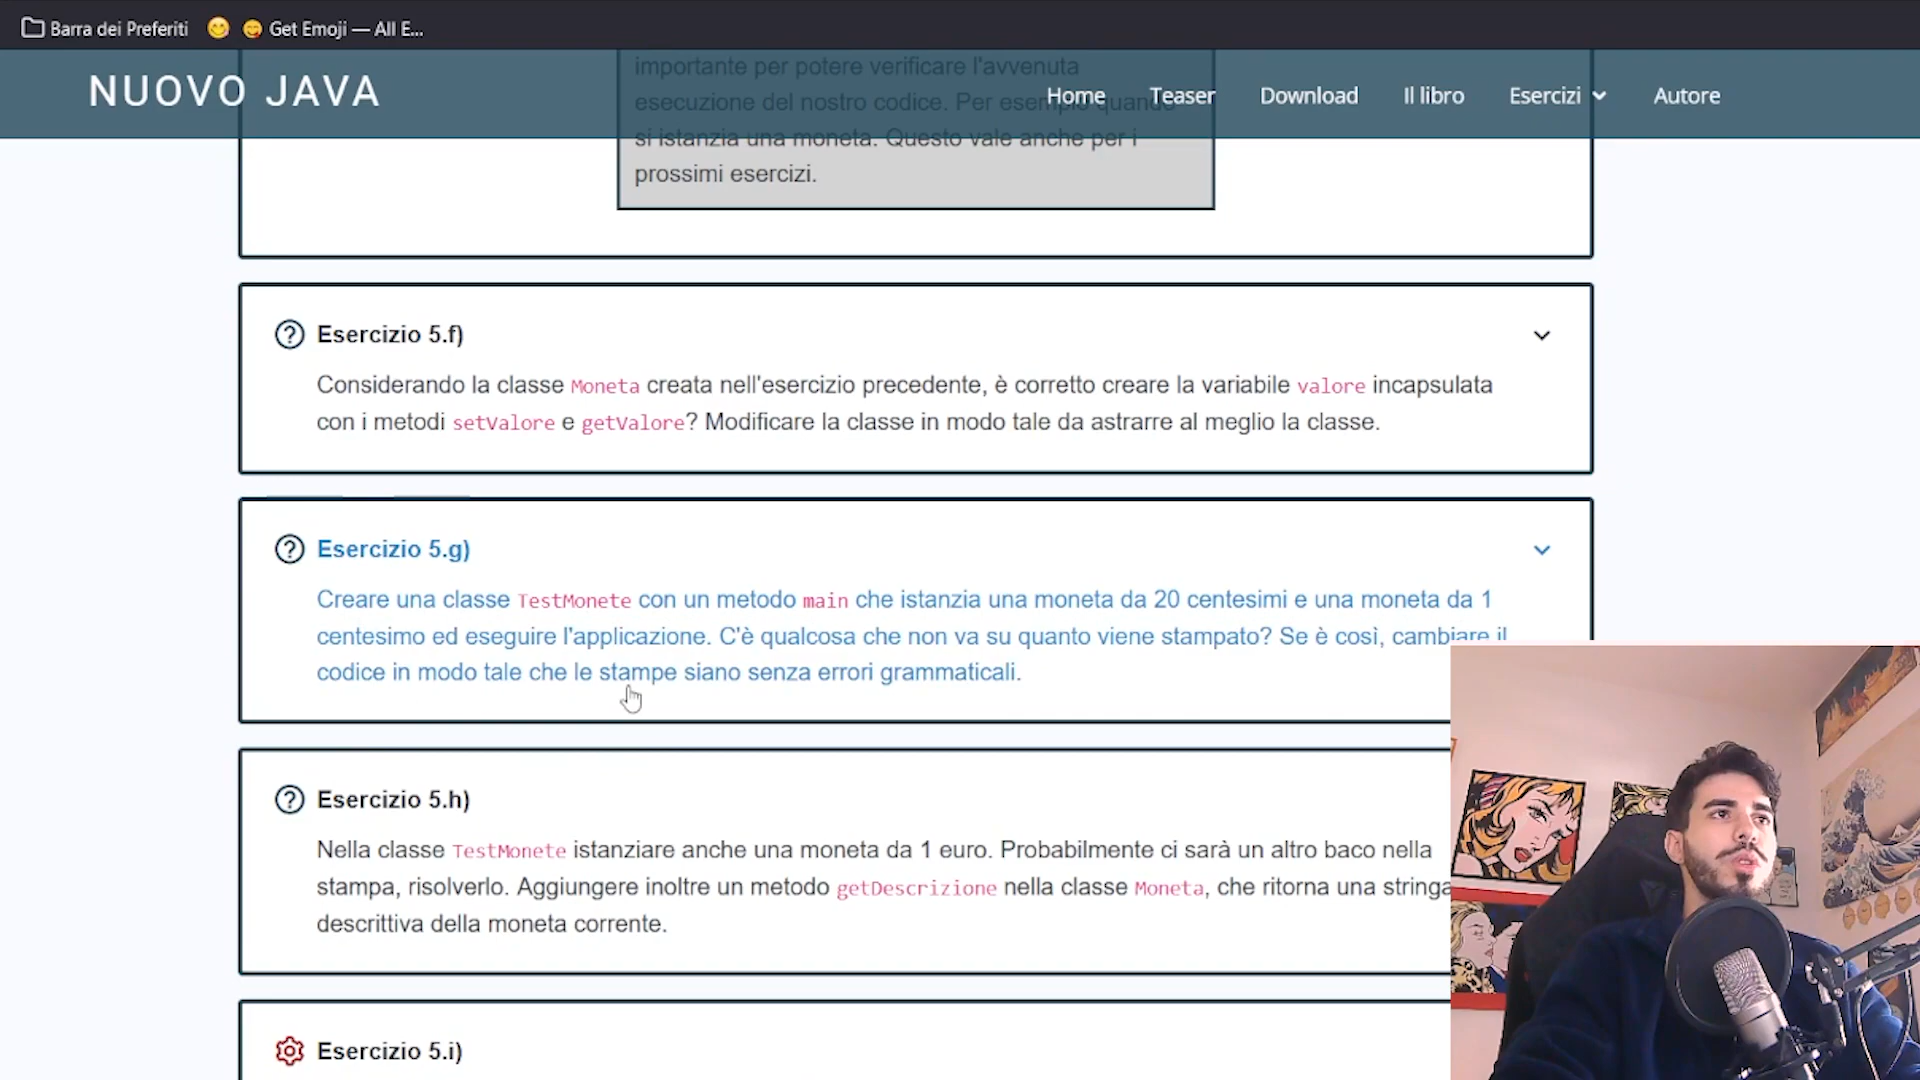 Barra dei Preferiti
Get Emoji — All E...
NUOVO JAVA
Home
Teaser
Download
Il libro
Esercizi
Autore
importante per potere verificare l'avvenuta
esecuzione del nostro codice. Per esempio quando
si istanzia una moneta. Questo vale anche per i
prossimi esercizi.
Esercizio 5.f)
Considerando la classe Moneta creata nell'esercizio precedente, è corretto creare la variabile valore incapsulata
con i metodi setValore e getValore? Modificare la classe in modo tale da astrarre al meglio la classe.
Esercizio 5.g)
Creare una classe TestMonete con un metodo main che istanzia una moneta da 20 centesimi e una moneta da 1
centesimo ed eseguire l'applicazione. C'è qualcosa che non va su quanto viene stampato? Se è così, cambiare il
codice in modo tale che le stampe siano senza errori grammaticali.
Esercizio 5.h)
Nella classe TestMonete istanziare anche una moneta da 1 euro. Probabilmente ci sarà un altro baco nella
stampa, risolverlo. Aggiungere inoltre un metodo getDescrizione nella classe Moneta, che ritorna una stringa
descrittiva della moneta corrente.
Esercizio 5.i)